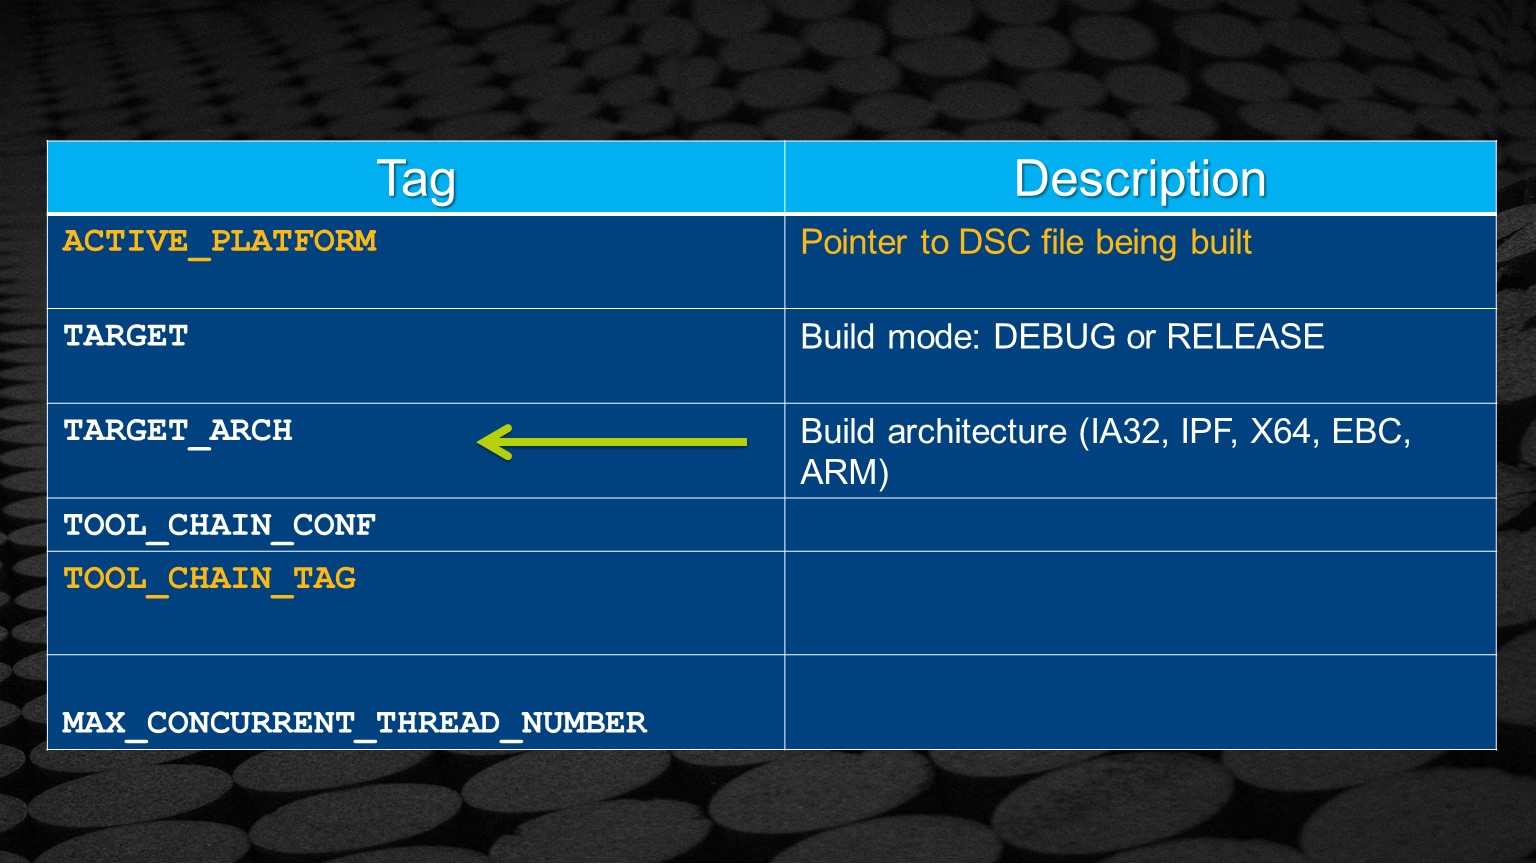 Tag
Description
ACTIVE_PLATFORM
Pointer to DSC file being built
TARGET
Build mode: DEBUG or RELEASE
TARGET_ARCH
Build architecture (IA32, IPF, X64, EBC,
ARM)
TOOL_CHAIN_CONF
TOOL_CHAIN_TAG
MAX_CONCURRENT_THREAD_NUMBER